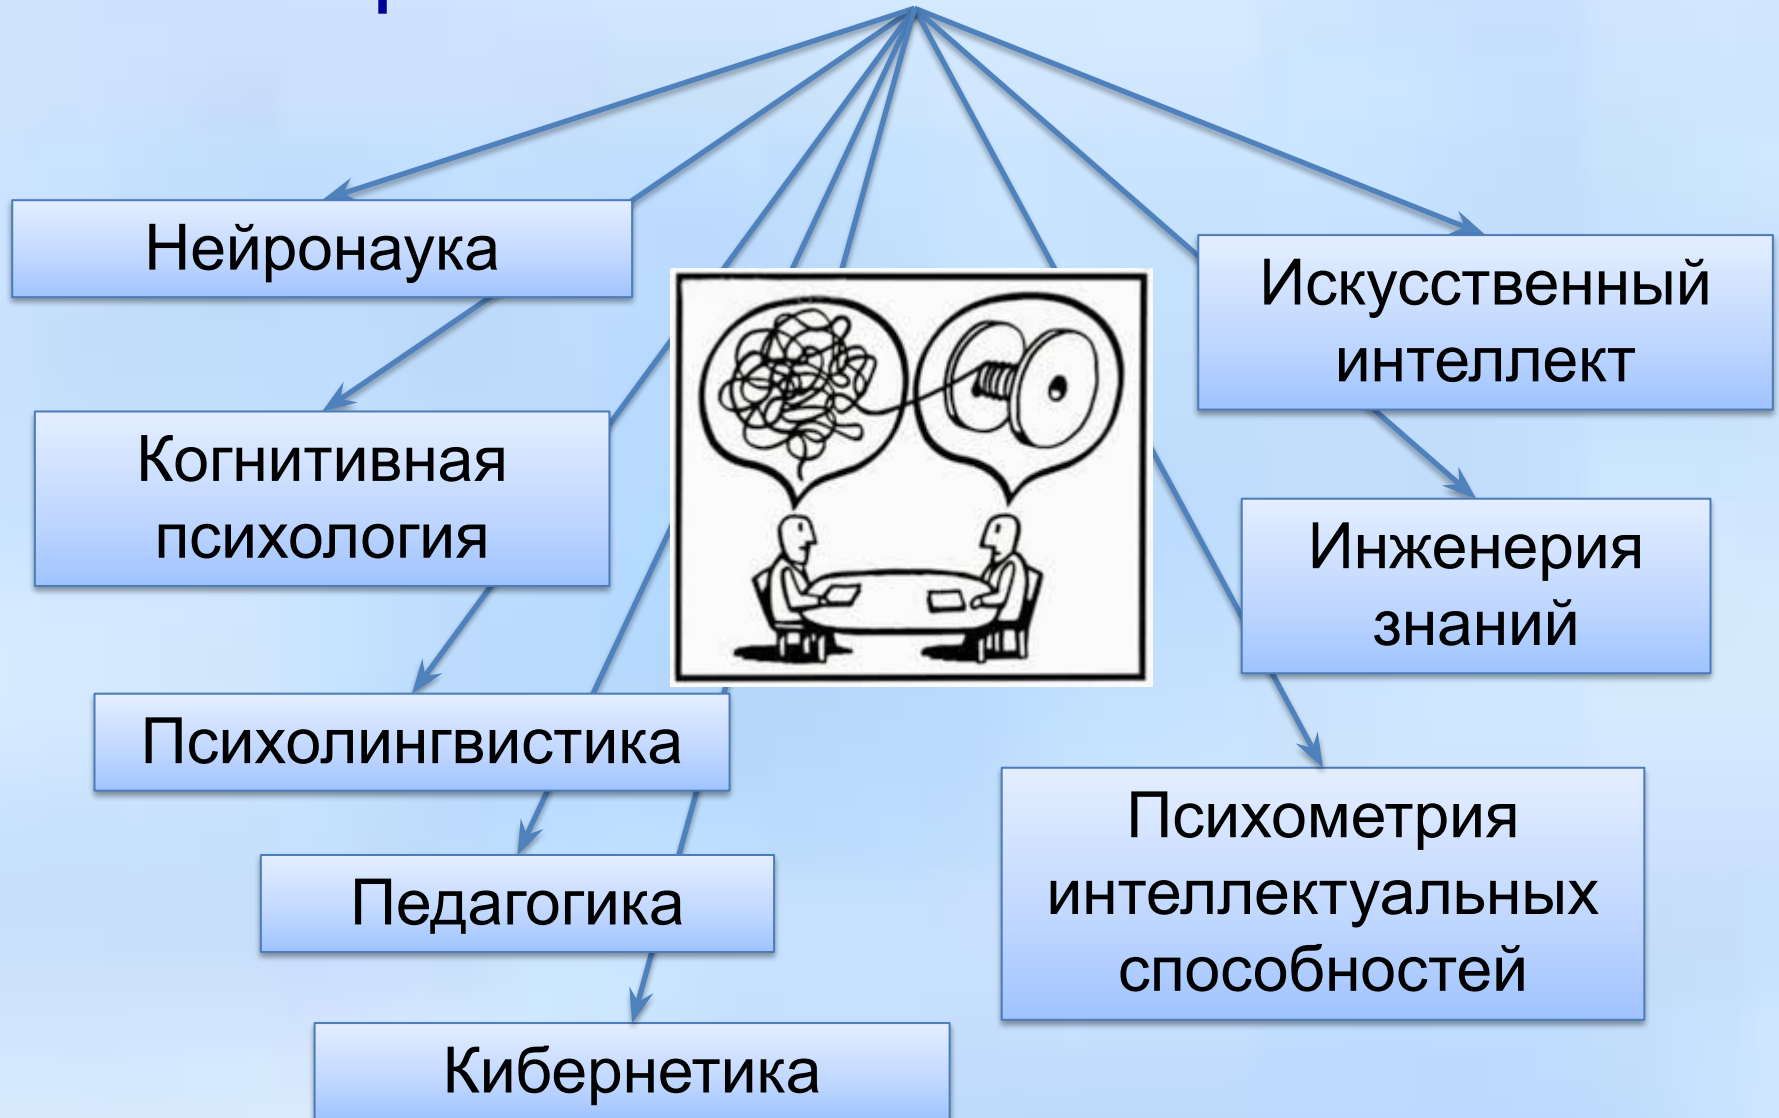 Нейронаука
Искусственный
интеллект
Когнитивная
психология
Инженерия
знаний
Психолингвистика
Психометрия
интеллектуальных
способностей
Педагогика
Кибернетика